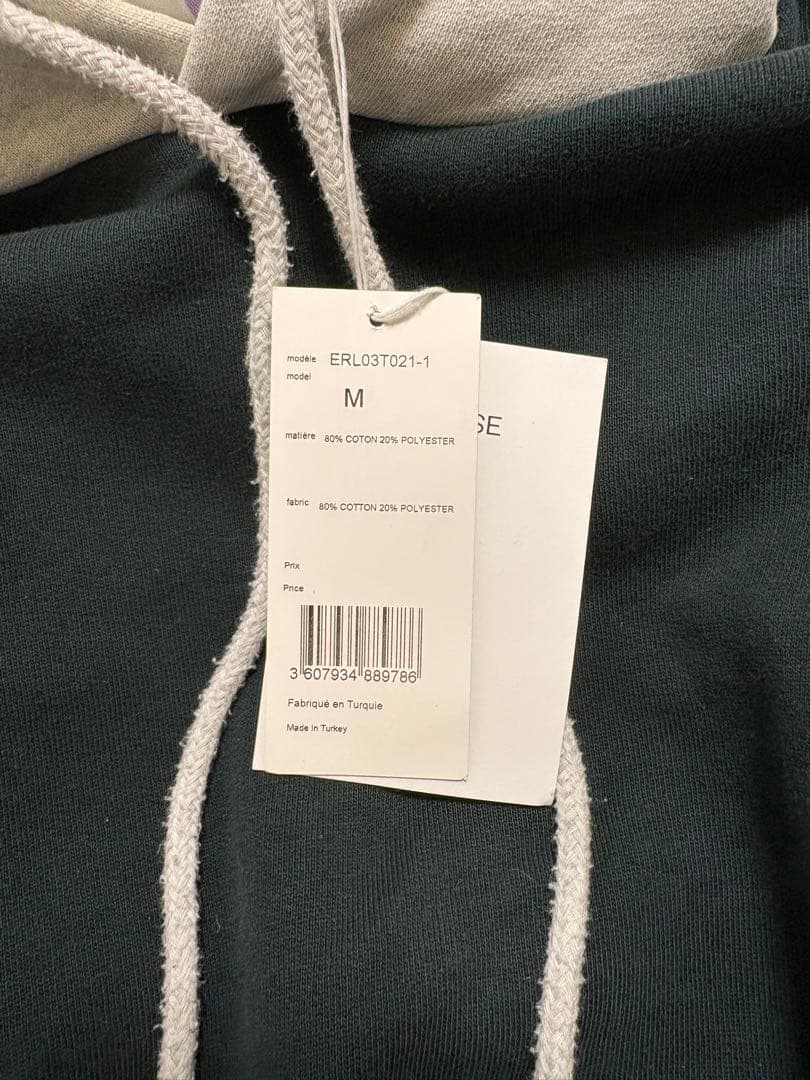 modèle ERL03T021-1
model
M
matière 80% COTON 20% POLYESTER
fabric 80% COTTON 20% POLYESTER
Prix
Price
3 607934 889786
Fabriqué en Turquie
Made in Turkey
SE